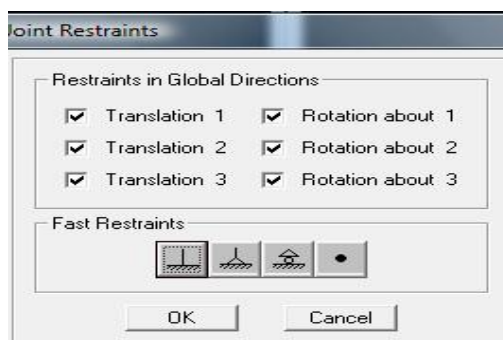 Joint Restraints
Restraints in Global Directions
Translation 1 Rotation about 1
Translation 2 Rotation about 2
Translation 3 Rotation about 3
Fast Restraints
OK Cancel